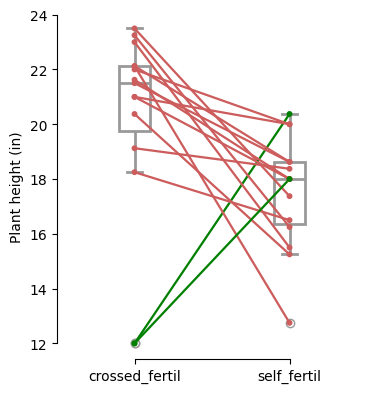 Plant height (in)
24
22
20
18
16
14
12
crossed_fertil
self_fertil